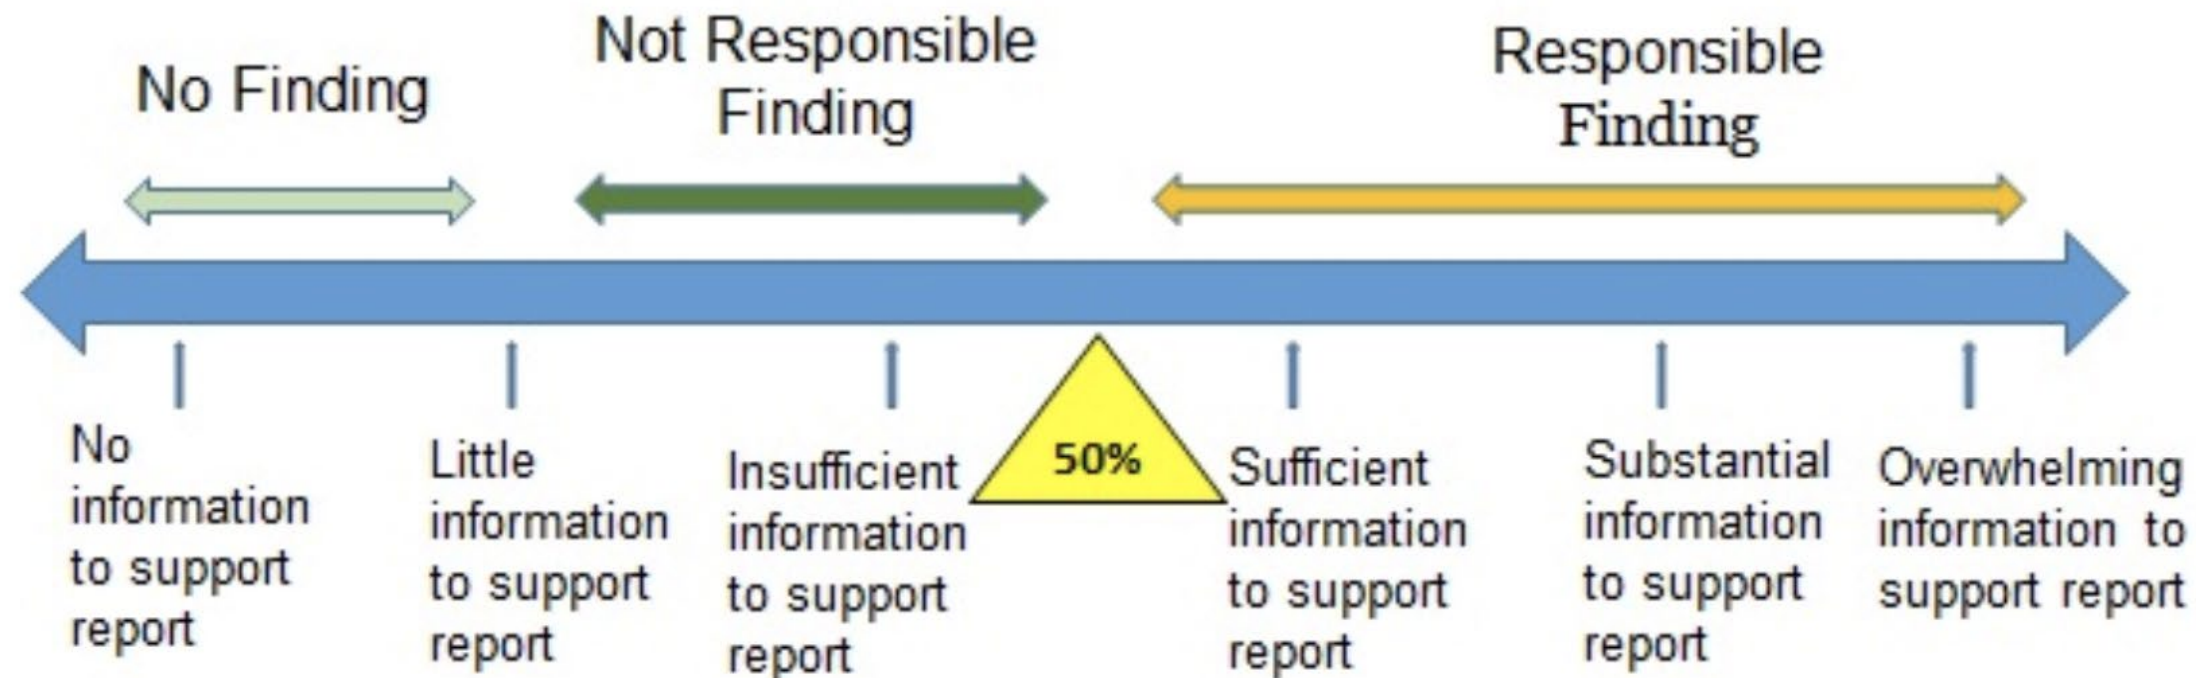 No Finding
Not Responsible
Finding
Responsible
Finding
No
information
to support
report
Little
information
to support
report
Insufficient
information
to support
report
50%
Sufficient
information
to support
report
Substantial
information
to support
report
Overwhelming
information to
support report